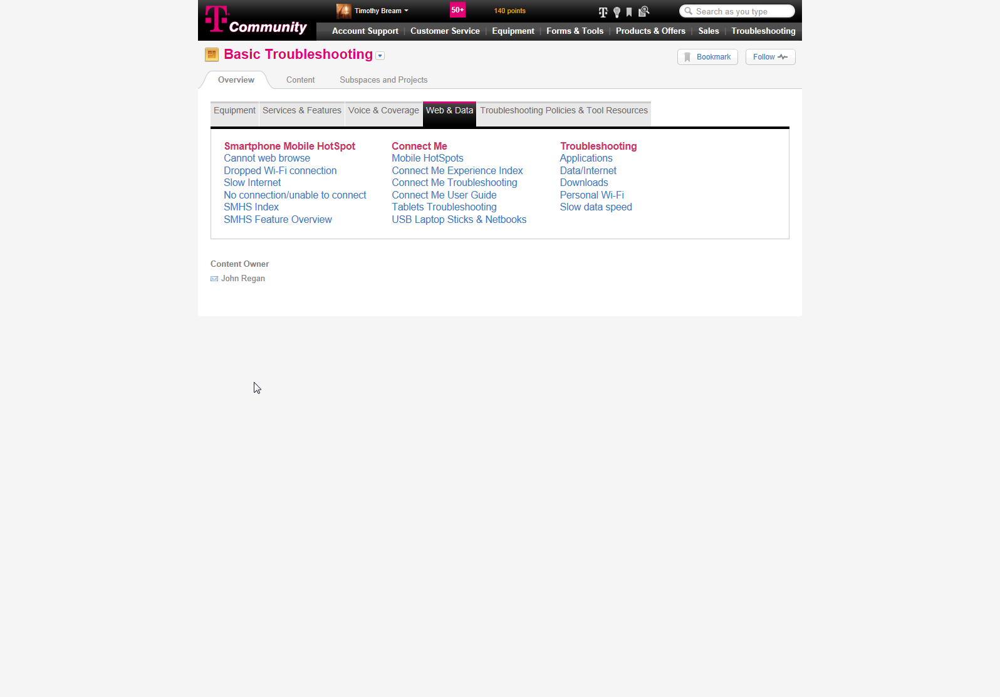 Timothy Bream
50+
140 points
Search as you type
T Community
Account Support | Customer Service | Equipment | Forms & Tools | Products & Offers | Sales | Troubleshooting
Basic Troubleshooting
Bookmark
Follow
Overview
Content
Subspaces and Projects
Equipment
Services & Features
Voice & Coverage
Web & Data
Troubleshooting Policies & Tool Resources
Smartphone Mobile HotSpot
Cannot web browse
Dropped Wi-Fi connection
Slow Internet
No connection/unable to connect
SMHS Index
SMHS Feature Overview
Connect Me
Mobile HotSpots
Connect Me Experience Index
Connect Me Troubleshooting
Connect Me User Guide
Tablets Troubleshooting
USB Laptop Sticks & Netbooks
Troubleshooting
Applications
Data/Internet
Downloads
Personal Wi-Fi
Slow data speed
Content Owner
John Regan